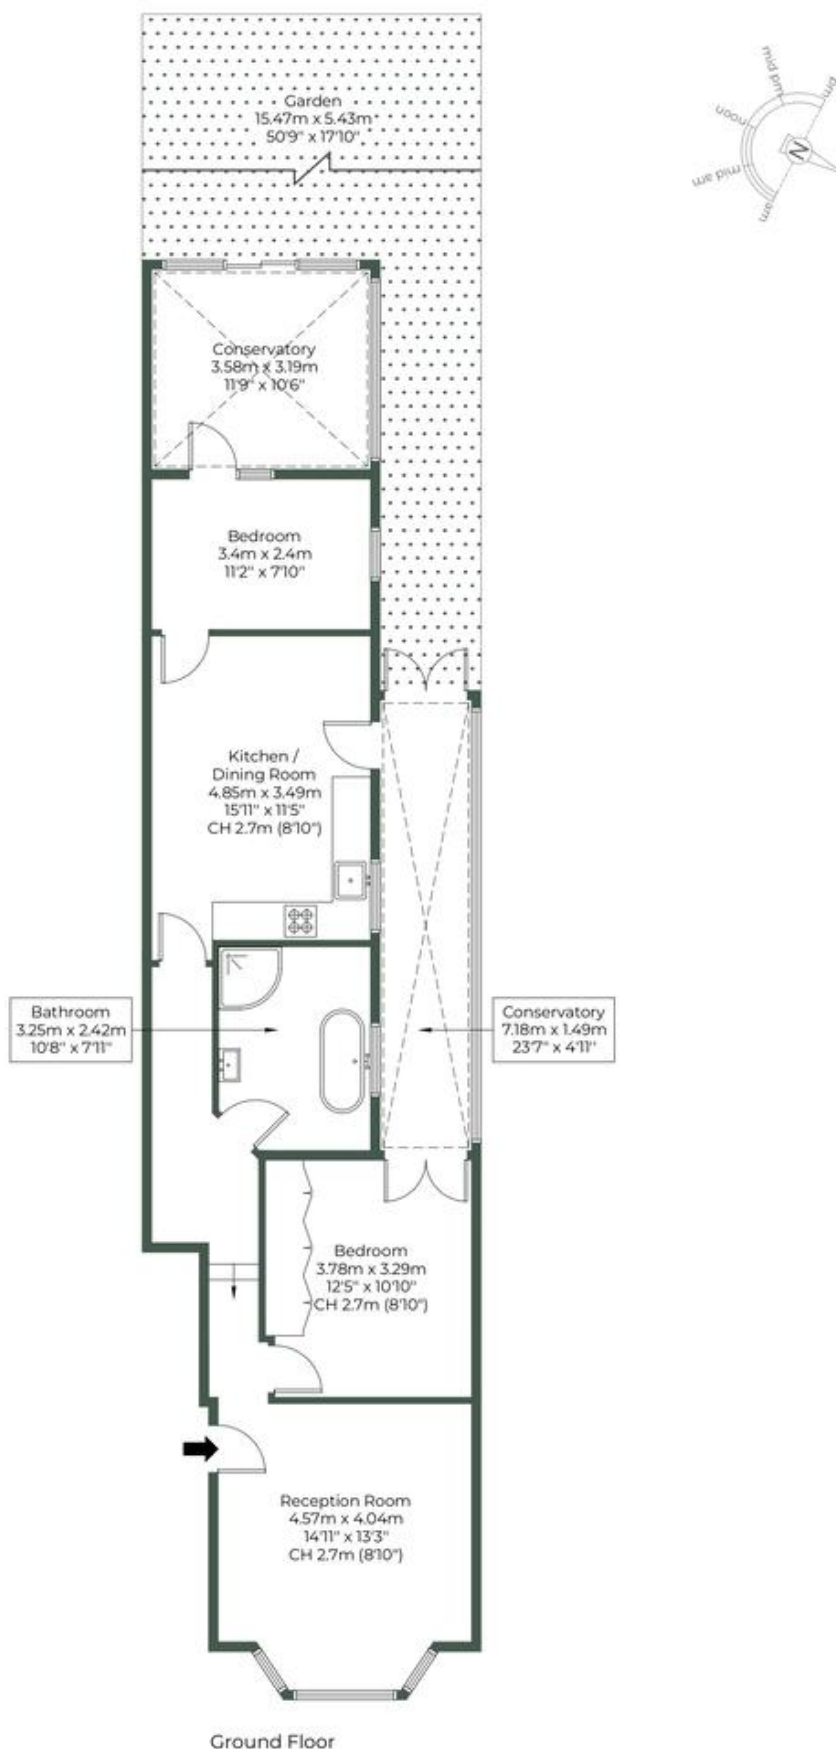 Garden
15.47m x 5.43m
50'9" x 17'10"
mid pm
pm
noon
N
mid am
am
Conservatory
3.58m x 3.19m
11'9" x 10'6"
Bedroom
3.4m x 2.4m
11'2" x 7'10"
Kitchen /
Dining Room
4.85m x 3.49m
15'11" x 11'5"
CH 2.7m (8'10")
Bathroom
3.25m x 2.42m
10'8" x 7'11"
Conservatory
7.18m x 1.49m
23'7" x 4'11"
Bedroom
3.78m x 3.29m
12'5" x 10'10"
CH 2.7m (8'10")
Reception Room
4.57m x 4.04m
14'11" x 13'3"
CH 2.7m (8'10")
Ground Floor